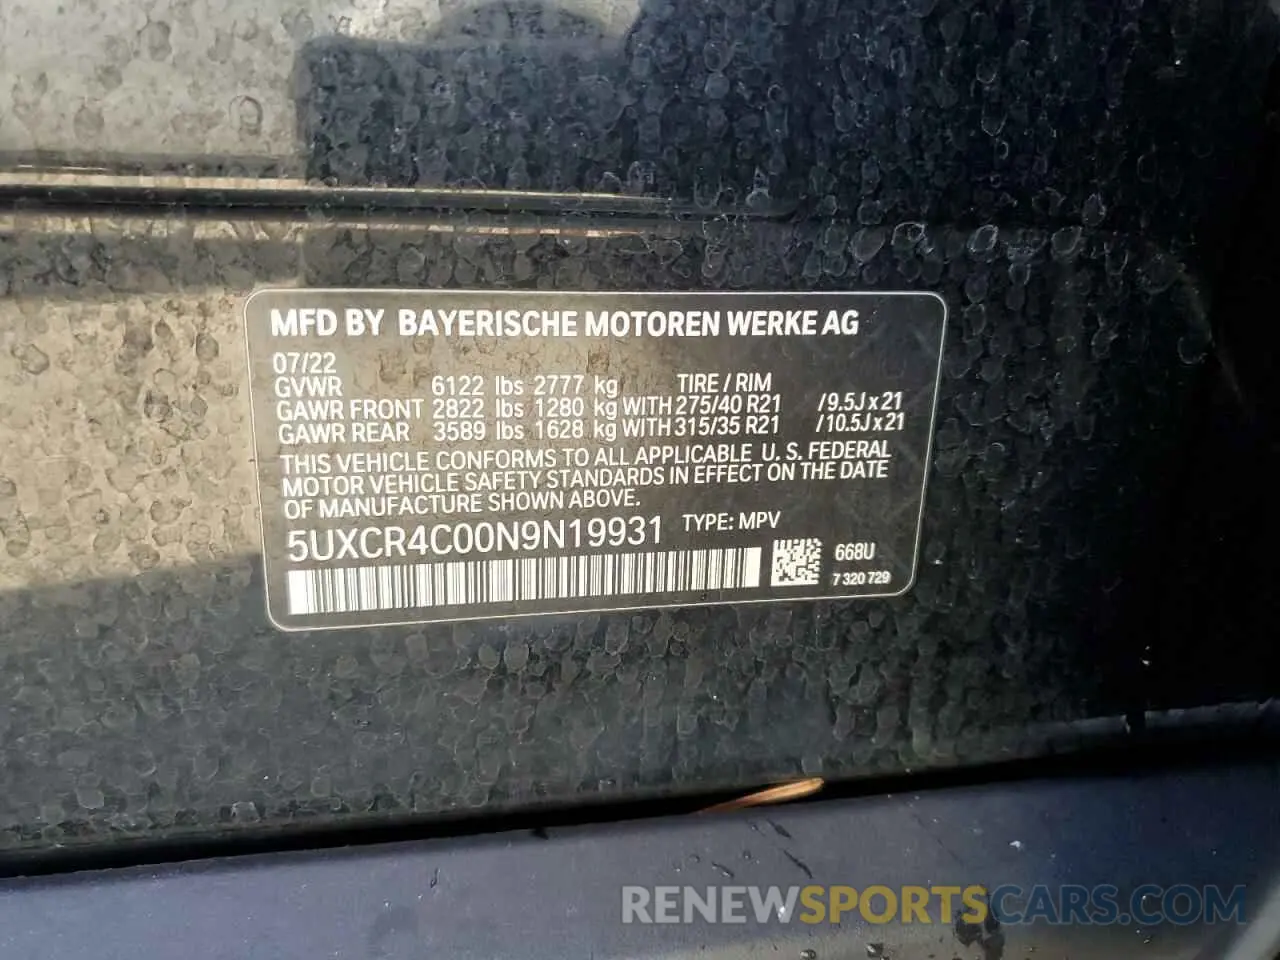 MFD BY BAYERISCHE MOTOREN WERKE AG
07/22
GVWR 6122 lbs 2777 kg TIRE / RIM
GAWR FRONT 2822 lbs 1280 kg WITH 275/40 R21 /9.5J x 21
GAWR REAR 3589 lbs 1628 kg WITH 315/35 R21 /10.5J x 21
THIS VEHICLE CONFORMS TO ALL APPLICABLE U. S. FEDERAL
MOTOR VEHICLE SAFETY STANDARDS IN EFFECT ON THE DATE
OF MANUFACTURE SHOWN ABOVE.
5UXCR4C00N9N19931 TYPE: MPV
668U
7 320 729
RENEWSPORTSCARS.COM